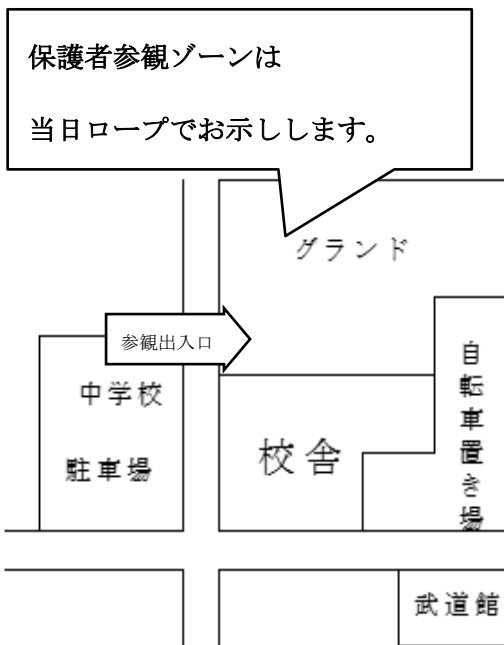 保護者参観ゾーンは
当日ロープでお示しします。
グランド
参観出入口
中学校
駐車場
校舎
自転車置き場
武道館